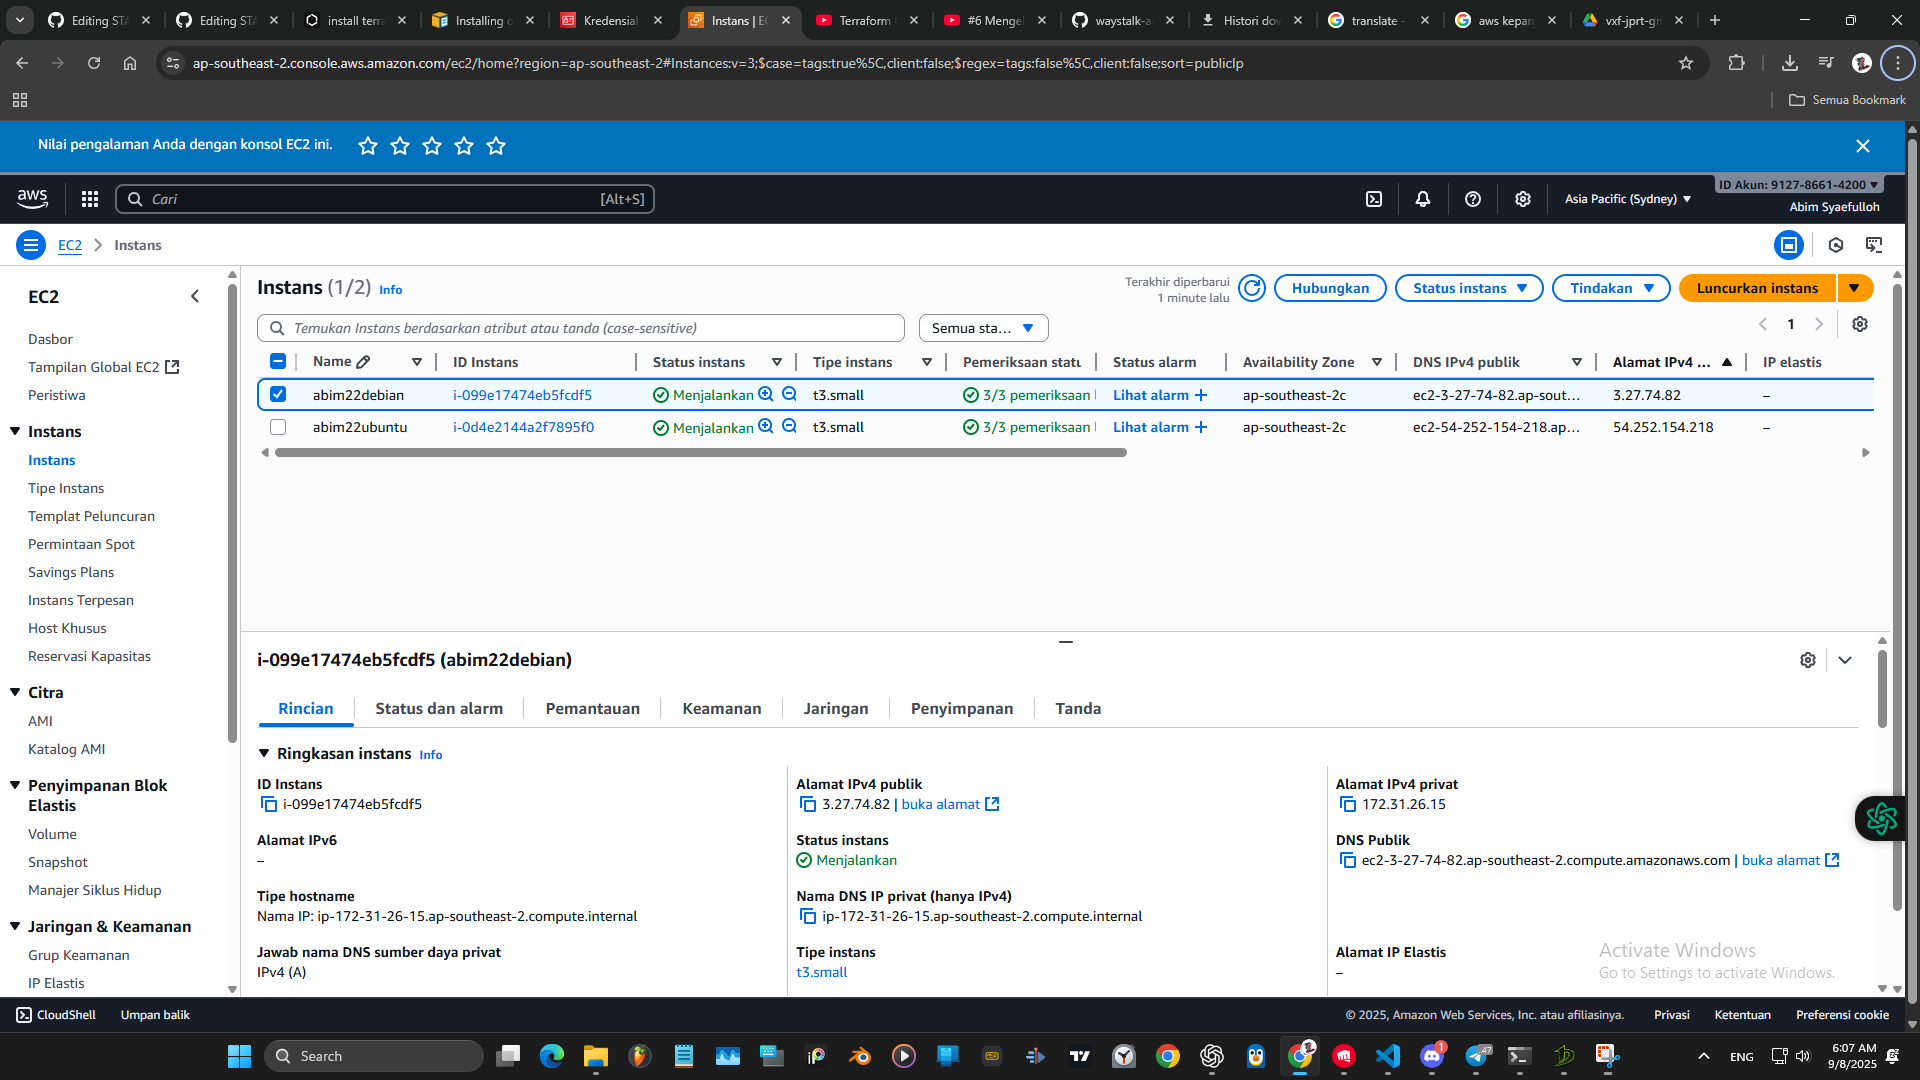 Editing STA
Editing STA
install terra
Installing o
Kredensial
Instans | EC
Terraform
#6 Mengel
waystalk-a
Histori dov
translate -
aws kepan
vxf-jprt-gm
ap-southeast-2.console.aws.amazon.com/ec2/home?region=ap-southeast-2#Instances:v=3;$case=tags:true%5C,client:false;$regex=tags:false%5C,client:false;sort=publicIp
Semua Bookmark
Nilai pengalaman Anda dengan konsol EC2 ini.
aws
Cari
[Alt+S]
Asia Pacific (Sydney)
ID Akun: 9127-8661-4200
Abim Syaefulloh
EC2
Instans
EC2
Dasbor
Tampilan Global EC2
Peristiwa
Instans
Instans
Tipe Instans
Templat Peluncuran
Permintaan Spot
Savings Plans
Instans Terpesan
Host Khusus
Reservasi Kapasitas
Citra
AMI
Katalog AMI
Penyimpanan Blok
Elastis
Volume
Snapshot
Manajer Siklus Hidup
Jaringan & Keamanan
Grup Keamanan
IP Elastis
Instans (1/2) Info
Terakhir diperbarui
1 minute lalu
Hubungkan
Status instans
Tindakan
Luncurkan instans
Temukan Instans berdasarkan atribut atau tanda (case-sensitive)
Semua sta...
1
Name ID Instans Status instans Tipe instans Pemeriksaan statu Status alarm Availability Zone DNS IPv4 publik Alamat IPv4 ... IP elastis
abim22debian i-099e17474eb5fcdf5 Menjalankan t3.small 3/3 pemeriksaan Lihat alarm + ap-southeast-2c ec2-3-27-74-82.ap-sout... 3.27.74.82 –
abim22ubuntu i-0d4e2144a2f7895f0 Menjalankan t3.small 3/3 pemeriksaan Lihat alarm + ap-southeast-2c ec2-54-252-154-218.ap... 54.252.154.218 –
i-099e17474eb5fcdf5 (abim22debian)
Rincian
Status dan alarm
Pemantauan
Keamanan
Jaringan
Penyimpanan
Tanda
Ringkasan instans Info
ID Instans
i-099e17474eb5fcdf5
Alamat IPv4 publik
3.27.74.82 | buka alamat
Alamat IPv4 privat
172.31.26.15
Alamat IPv6
–
Status instans
Menjalankan
DNS Publik
ec2-3-27-74-82.ap-southeast-2.compute.amazonaws.com | buka alamat
Tipe hostname
Nama IP: ip-172-31-26-15.ap-southeast-2.compute.internal
Nama DNS IP privat (hanya IPv4)
ip-172-31-26-15.ap-southeast-2.compute.internal
Jawab nama DNS sumber daya privat
IPv4 (A)
Tipe instans
t3.small
Alamat IP Elastis
–
Activate Windows
Go to Settings to activate Windows.
CloudShell
Umpan balik
© 2025, Amazon Web Services, Inc. atau afiliasinya.
Privasi
Ketentuan
Preferensi cookie
Search
1
47
ENG
6:07 AM
9/8/2025